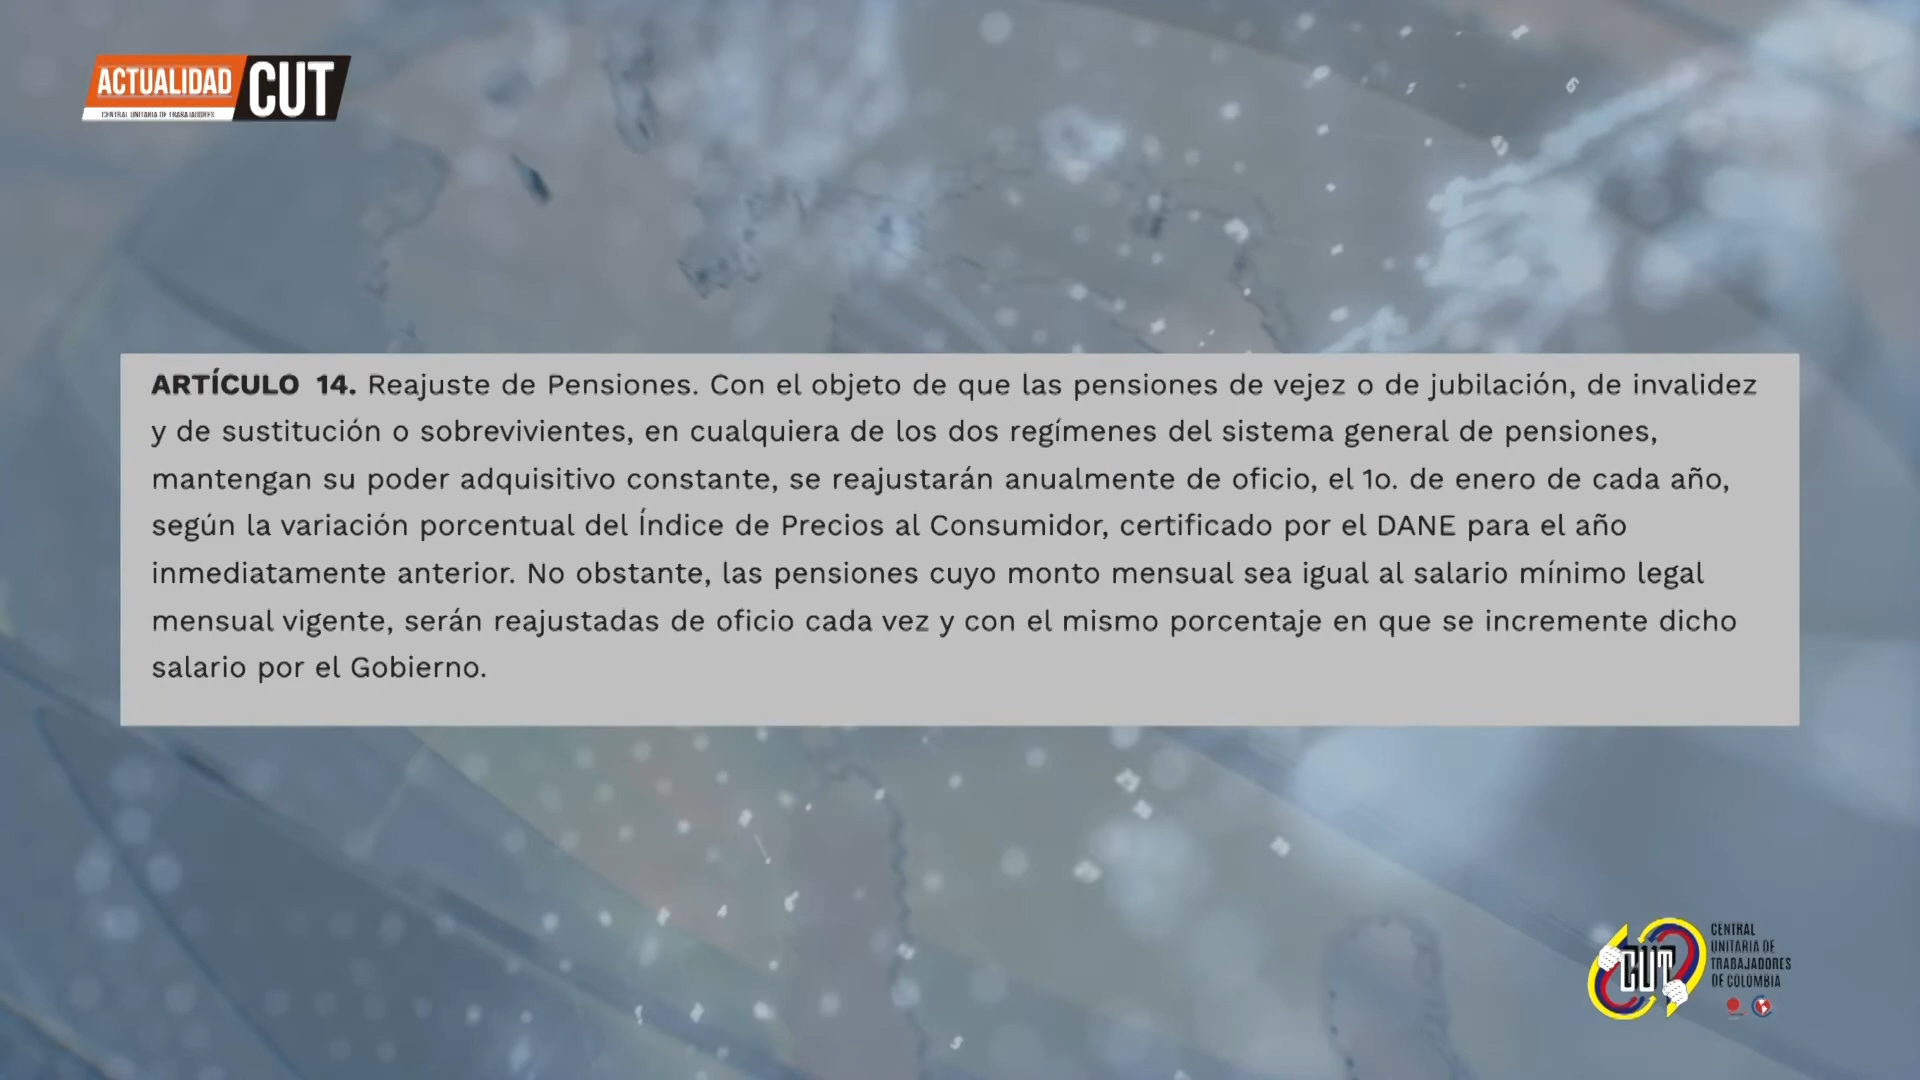 ACTUALIDAD CUT
CENTRAL UNITARIA DE TRABAJADORES
ARTÍCULO 14. Reajuste de Pensiones. Con el objeto de que las pensiones de vejez o de jubilación, de invalidez
y de sustitución o sobrevivientes, en cualquiera de los dos regímenes del sistema general de pensiones,
mantengan su poder adquisitivo constante, se reajustarán anualmente de oficio, el 1o. de enero de cada año,
según la variación porcentual del Índice de Precios al Consumidor, certificado por el DANE para el año
inmediatamente anterior. No obstante, las pensiones cuyo monto mensual sea igual al salario mínimo legal
mensual vigente, serán reajustadas de oficio cada vez y con el mismo porcentaje en que se incremente dicho
salario por el Gobierno.
CUT
CENTRAL
UNITARIA DE
TRABAJADORES
DE COLOMBIA